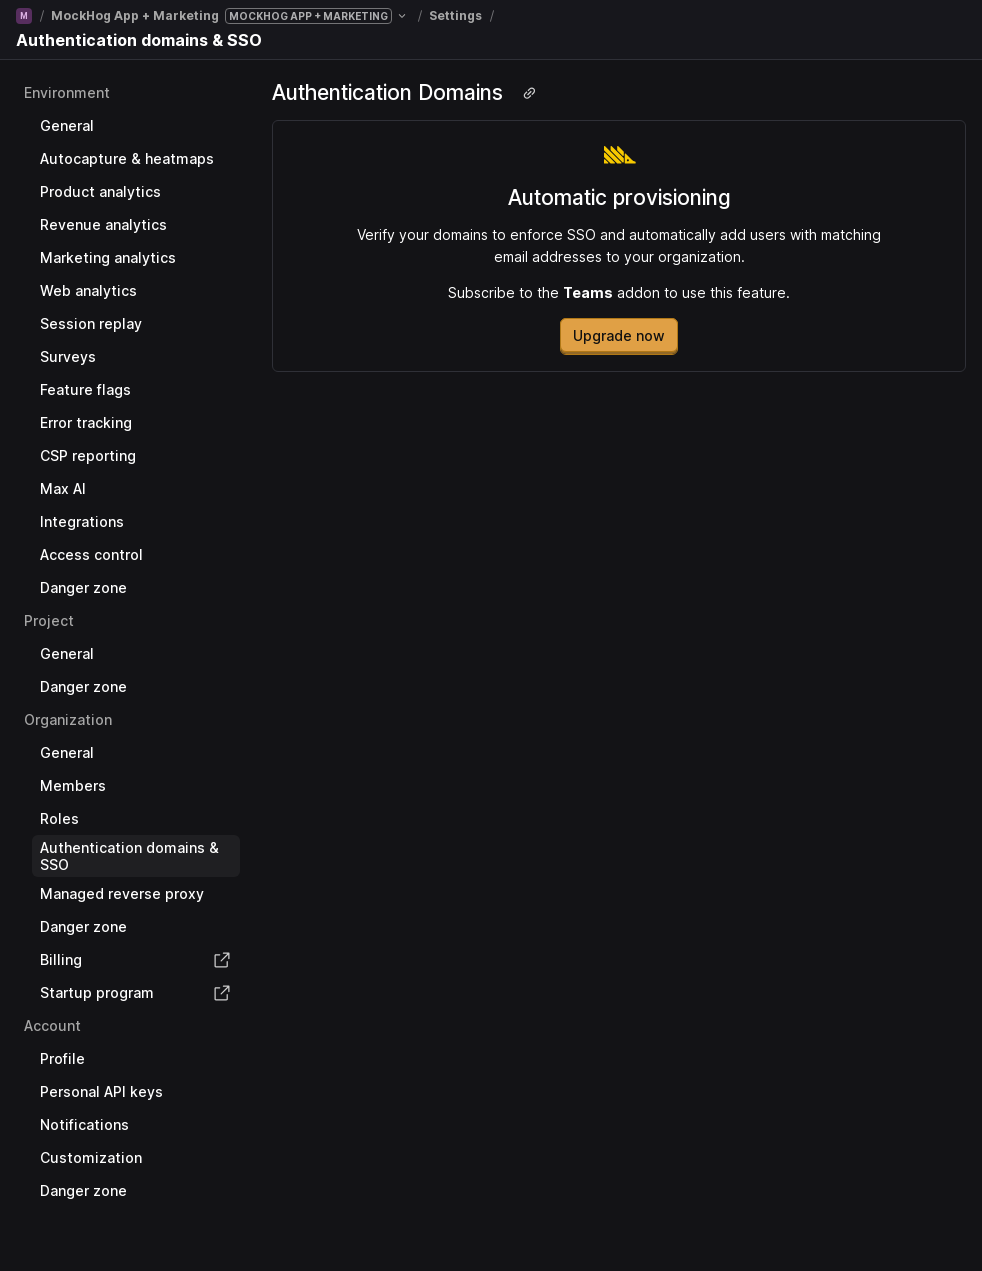 M / MockHog App + Marketing MOCKHOG APP + MARKETING / Settings /
Authentication domains & SSO
Environment
General
Autocapture & heatmaps
Product analytics
Revenue analytics
Marketing analytics
Web analytics
Session replay
Surveys
Feature flags
Error tracking
CSP reporting
Max AI
Integrations
Access control
Danger zone
Project
General
Danger zone
Organization
General
Members
Roles
Authentication domains &
SSO
Managed reverse proxy
Danger zone
Billing
Startup program
Account
Profile
Personal API keys
Notifications
Customization
Danger zone
Authentication Domains
Automatic provisioning
Verify your domains to enforce SSO and automatically add users with matching
email addresses to your organization.
Subscribe to the Teams addon to use this feature.
Upgrade now